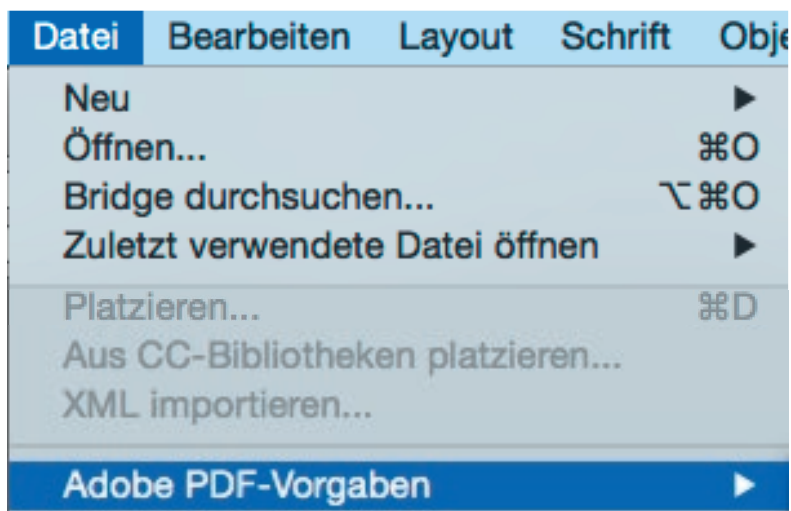 Datei Bearbeiten Layout Schrift Obje
Neu ▶
Öffnen... ⌘O
Bridge durchsuchen... ⌥⌘O
Zuletzt verwendete Datei öffnen ▶
Platzieren... ⌘D
Aus CC-Bibliotheken platzieren...
XML importieren...
Adobe PDF-Vorgaben ▶